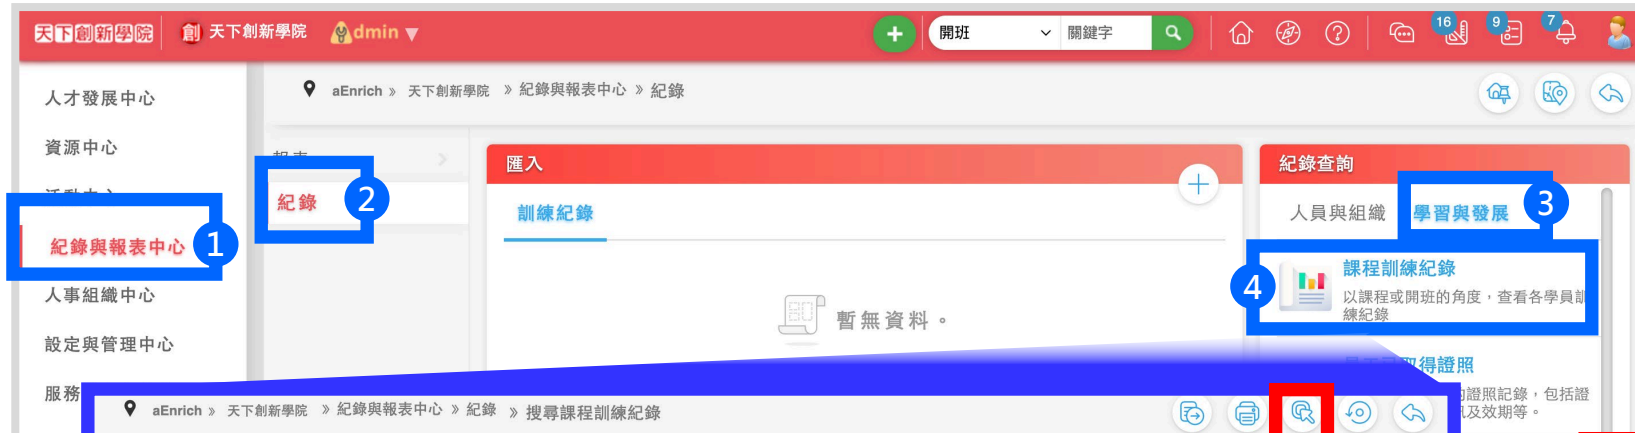 天下創新學院 創 天下創新學院 admin ▼ + 開班 關鍵字 16 9 7
人才發展中心
aEnrich » 天下創新學院 » 紀錄與報表中心 » 紀錄
資源中心
匯入
紀錄查詢
紀錄 2
訓練紀錄
人員與組織 學習與發展 3
紀錄與報表中心 1
4 課程訓練紀錄
以課程或開班的角度，查看各學員訓
練紀錄
人事組織中心
暫無資料。
設定與管理中心
取得證照
服務
證照記錄，包括證
及效期等。
aEnrich » 天下創新學院 » 紀錄與報表中心 » 紀錄 » 搜尋課程訓練紀錄